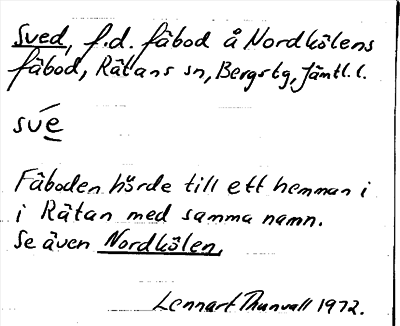 Sved, f.d. fäbod å Nordkölens
fäbod, Rätans sn, Bergs tg, Jämtl. l.
své
Fäboden hörde till ett hemman i
i Rätan med samma namn.
Se även Nordkölen.
Lennart Thunvall 1972.